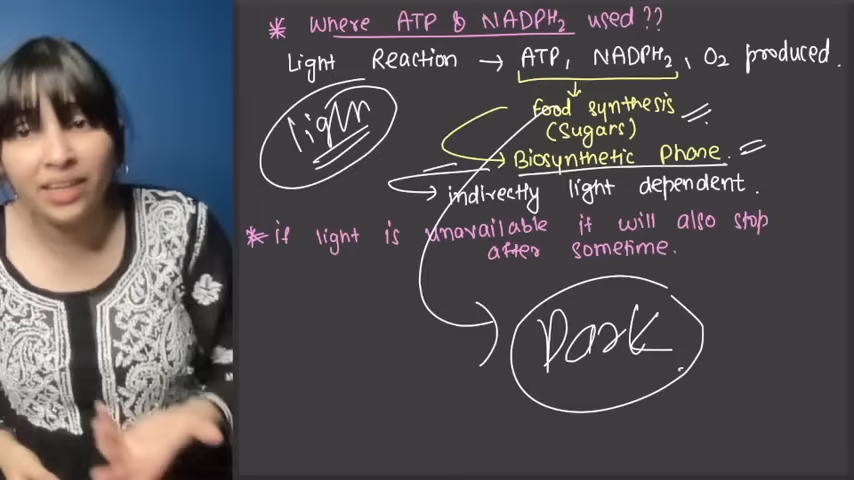 * Where ATP & NADPH₂ used??
Light Reaction → ATP, NADPH₂, O₂ produced.
Food synthesis
(Sugars)
light
Biosynthetic Phone.
indirectly light dependent.
* if light is unavailable it will also stop
after sometime.
Dark